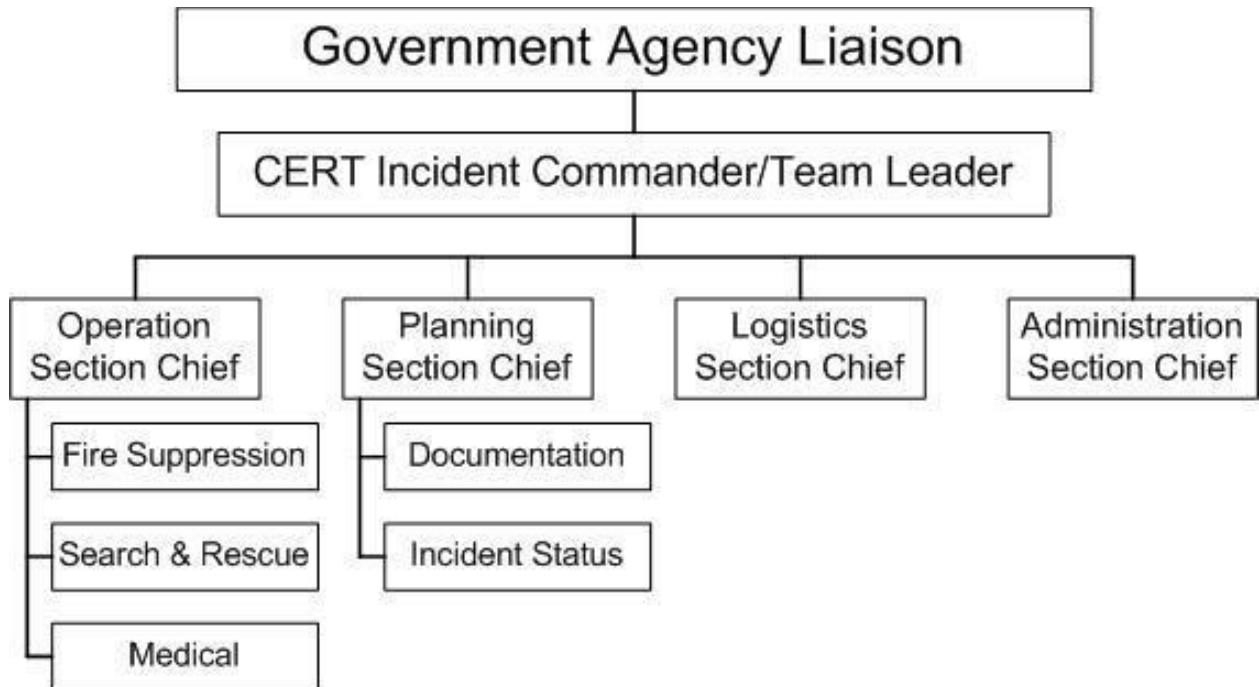 Government Agency Liaison
CERT Incident Commander/Team Leader
Operation
Section Chief
Planning
Section Chief
Logistics
Section Chief
Administration
Section Chief
Fire Suppression
Documentation
Search & Rescue
Incident Status
Medical